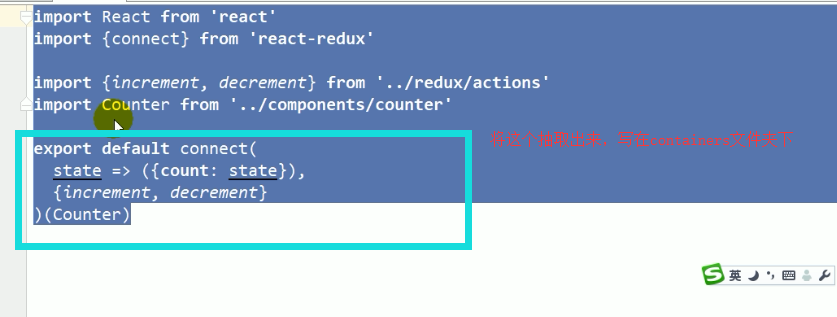 import React from 'react'
import {connect} from 'react-redux'
import {increment, decrement} from '../redux/actions'
import Counter from '../components/counter'
export default connect(
state => ({count: state}),
{increment, decrement}
)(Counter)
containers文件夹下
英